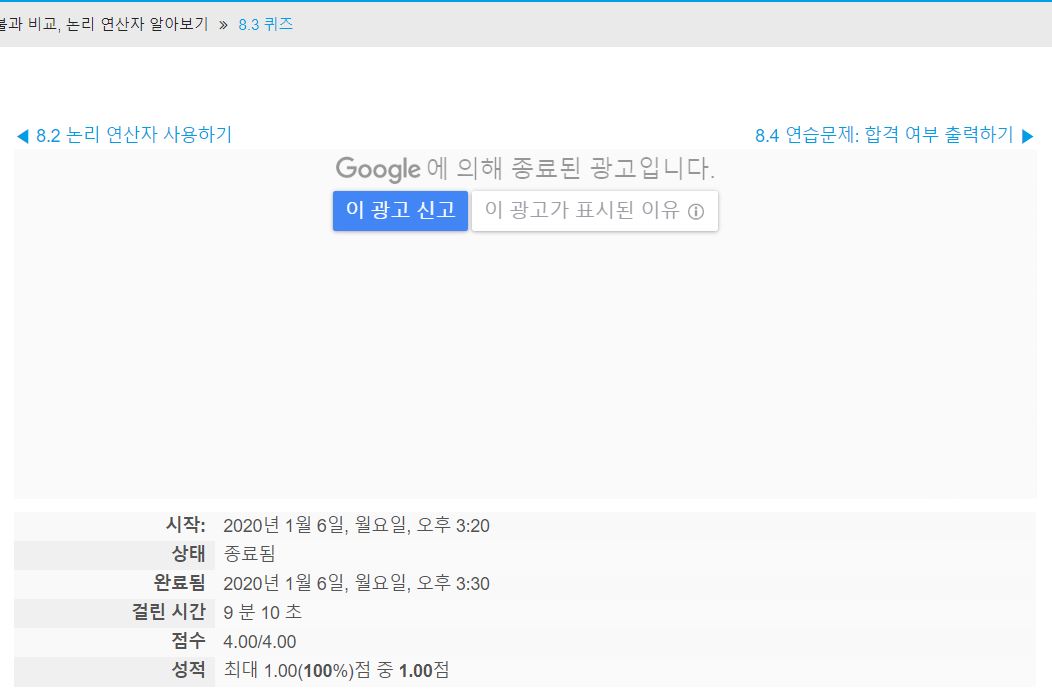 불과 비교, 논리 연산자 알아보기 » 8.3 퀴즈
◀ 8.2 논리 연산자 사용하기
8.4 연습문제: 합격 여부 출력하기 ▶
Google 에 의해 종료된 광고입니다.
이 광고 신고
이 광고가 표시된 이유 ⓘ
시작: 2020년 1월 6일, 월요일, 오후 3:20
상태 종료됨
완료됨 2020년 1월 6일, 월요일, 오후 3:30
걸린 시간 9 분 10 초
점수 4.00/4.00
성적 최대 1.00(100%)점 중 1.00점